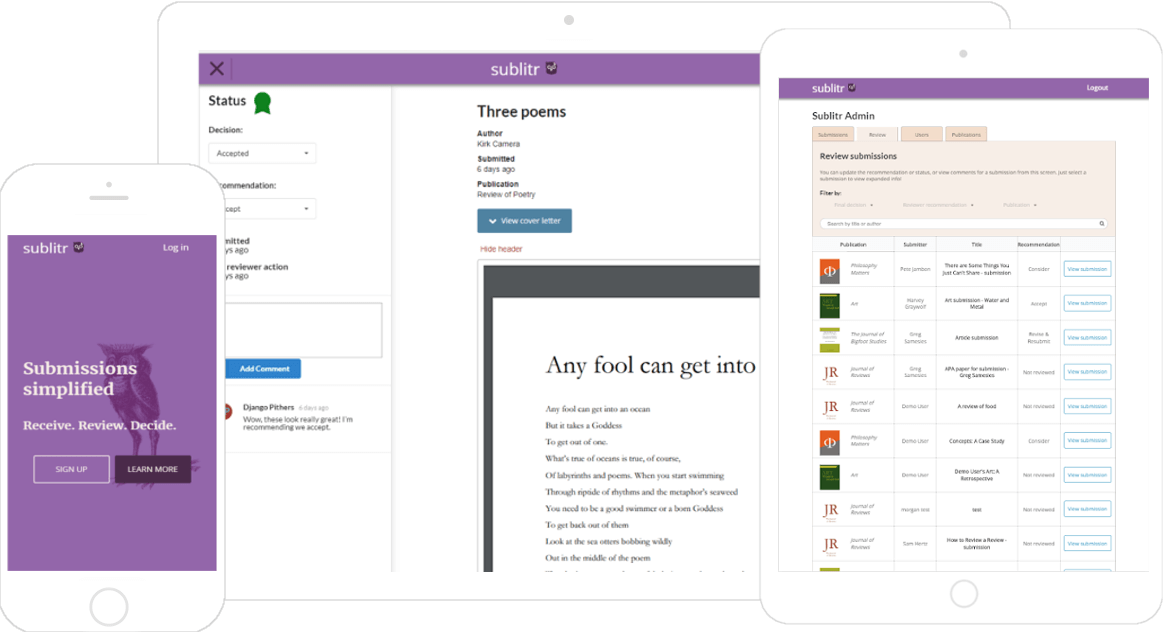 sublitr
Log in
Submissions
simplified
Receive. Review. Decide.
SIGN UP
LEARN MORE
sublitr
Status
Decision:
Accepted
commendation:
cept
mitted
ys ago
reviewer action
ys ago
Add Comment
Django Pithers 6 days ago
Wow, these look really great! I'm
recommending we accept.
Three poems
Author
Kirk Camera
Submitted
6 days ago
Publication
Review of Poetry
View cover letter
Hide header
Any fool can get into
Any fool can get into an ocean
But it takes a Goddess
To get out of one.
What's true of oceans is true, of course,
Of labyrinths and poems. When you start swimming
Through riptide of rhythms and the metaphor's seaweed
You need to be a good swimmer or a born Goddess
To get back out of them
Look at the sea otters bobbing wildly
Out in the middle of the poem
sublitr
Logout
Sublitr Admin
Submissions Review Users Publications
Review submissions
You can update the recommendation or status, or view comments for a submission from this screen. Just select a
submission to view expanded info!
Filter by:
Final decision Reviewer recommendation Publication
Search by title or author
Publication Submitter Title Recommendation
Philosophy Matters Pete Jambon There are Some Things You Just Can't Share - submission Consider View submission
Art Harvey Graywolf Art submission - Water and Metal Accept View submission
The Journal of Bigfoot Studies Greg Samesies Article submission Revise & Resubmit View submission
JR Journal of Reviews Greg Samesies APA paper for submission - Greg Samesies Not reviewed View submission
JR Journal of Reviews Demo User A review of food Not reviewed View submission
Philosophy Matters Demo User Concepts: A Case Study Consider View submission
Art Demo User Demo User's Art: A Retrospective Not reviewed View submission
JR Journal of Reviews morgan test test Not reviewed View submission
JR Journal of Reviews Sam Herre How to Review a Review - submission Not reviewed View submission